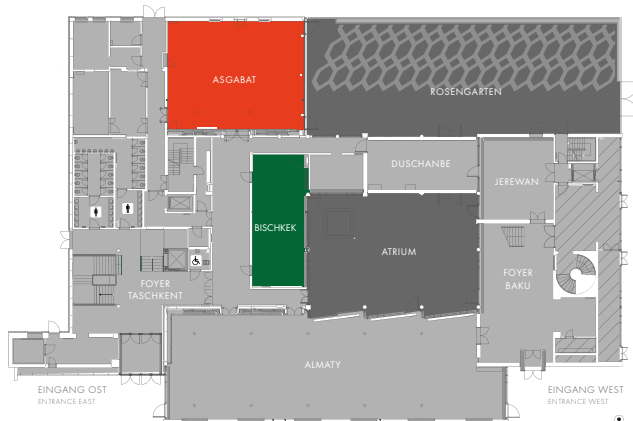 ASGABAT
ROSENGARTEN
DUSCHANBE
JEREWAN
BISCHKEK
ATRIUM
FOYER
TASCHKENT
FOYER
BAKU
ALMATY
EINGANG OST
ENTRANCE EAST
EINGANG WEST
ENTRANCE WEST